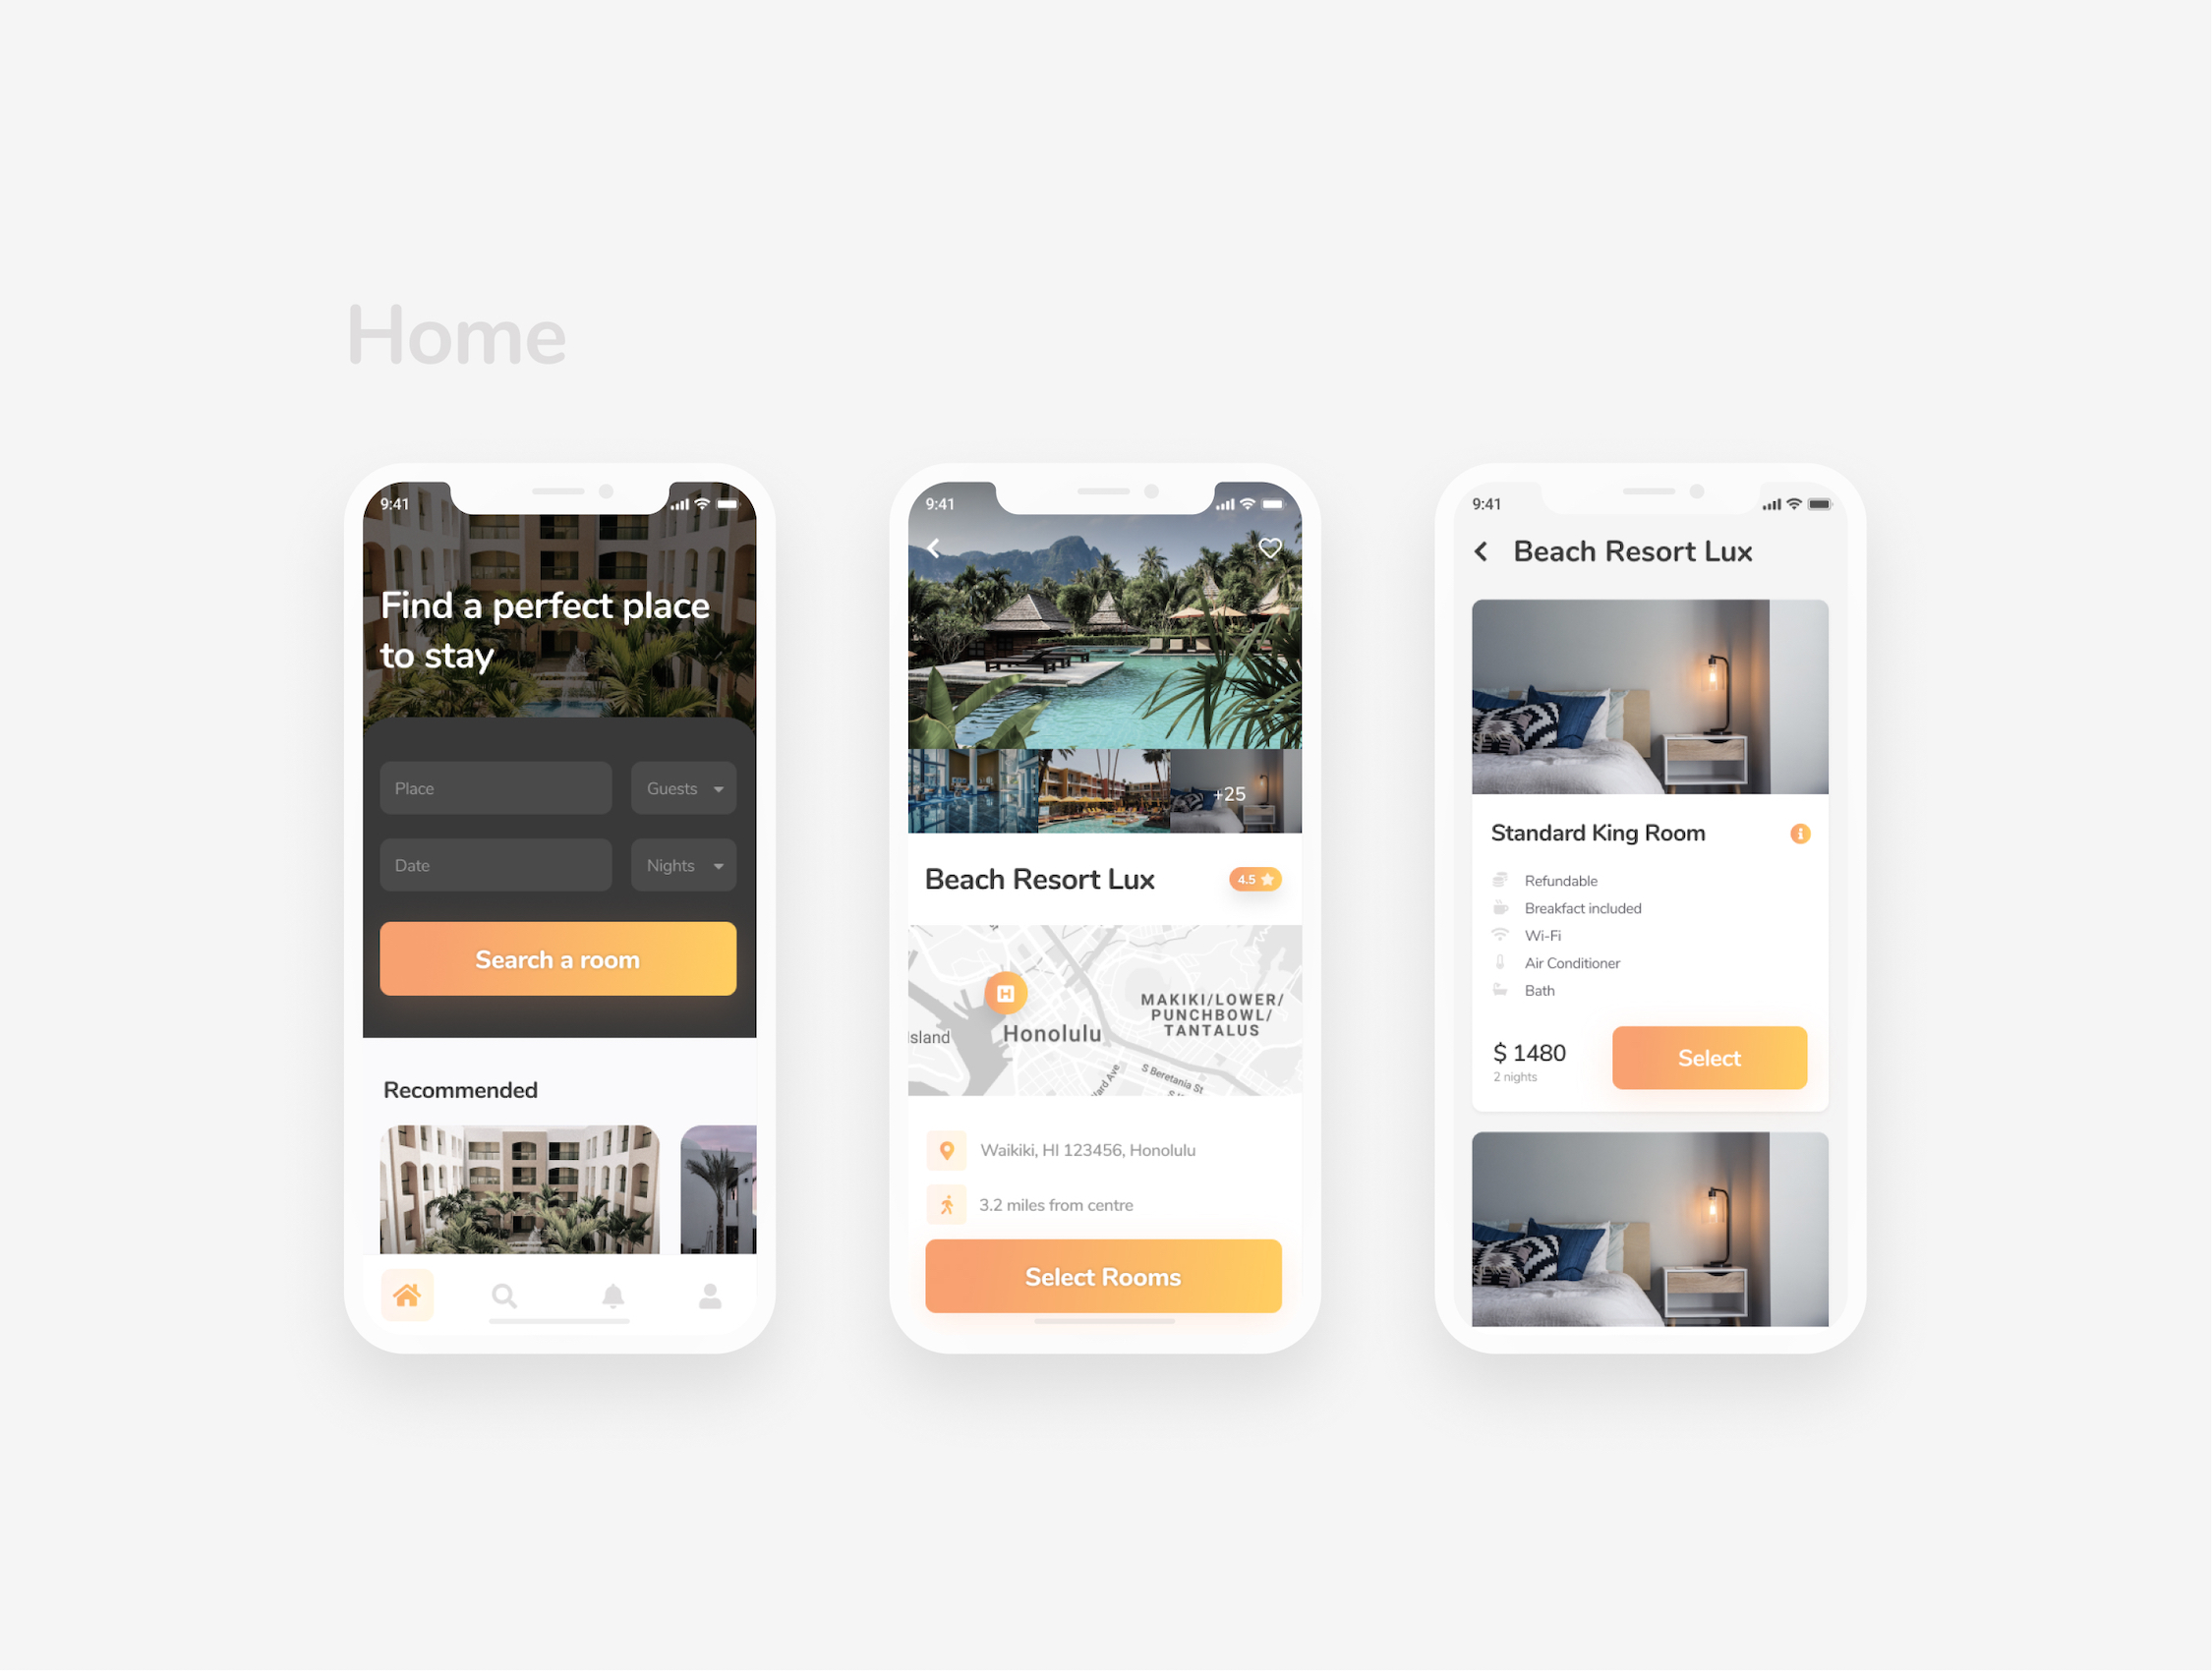 Home
9:41
Find a perfect place
to stay
Place
Guests
Date
Nights
Search a room
Recommended
9:41
+25
Beach Resort Lux
4.5
Island
Honolulu
MAKIKI/LOWER/
PUNCHBOWL/
TANTALUS
S Beretania St
Waikiki, HI 123456, Honolulu
3.2 miles from centre
Select Rooms
9:41
Beach Resort Lux
Standard King Room
Refundable
Breakfact included
Wi-Fi
Air Conditioner
Bath
$ 1480
2 nights
Select